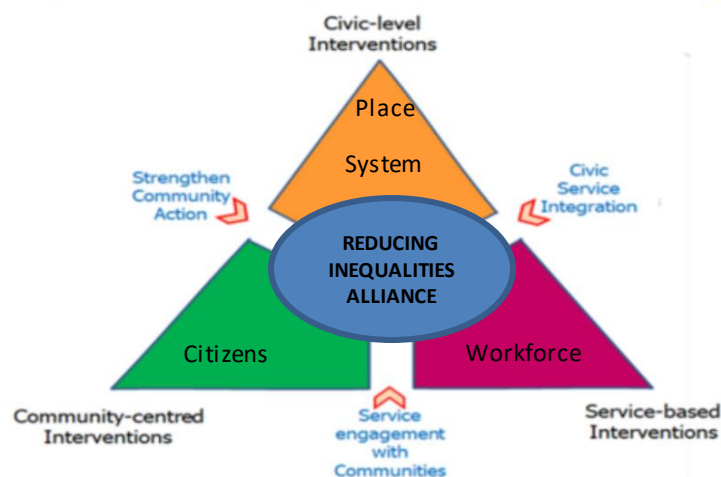 Civic-level
Interventions
Place
System
Strengthen
Community
Action
Civic
Service
Integration
REDUCING
INEQUALITIES
ALLIANCE
Citizens
Workforce
Community-centred
Interventions
Service
engagement
with
Communities
Service-based
Interventions